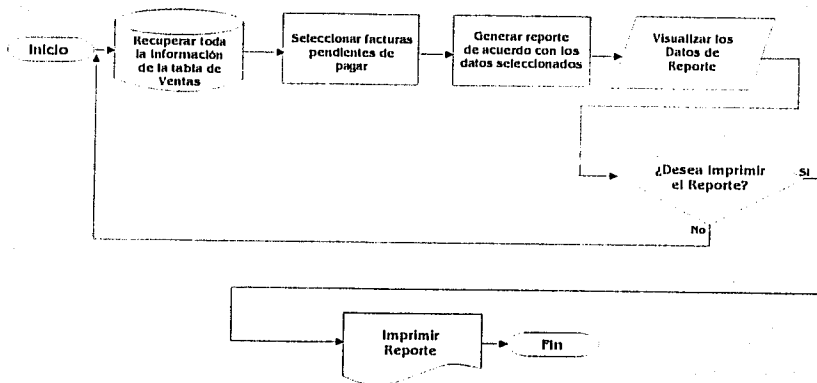 Inicio
Recuperar toda
la Información
de la tabla de
Ventas
Seleccionar facturas
pendientes de
pagar
Generar reporte
de acuerdo con los
datos seleccionados
Visualizar los
Datos de
Reporte
¿Desea Imprimir
el Reporte?
Si
No
Imprimir
Reporte
Fin